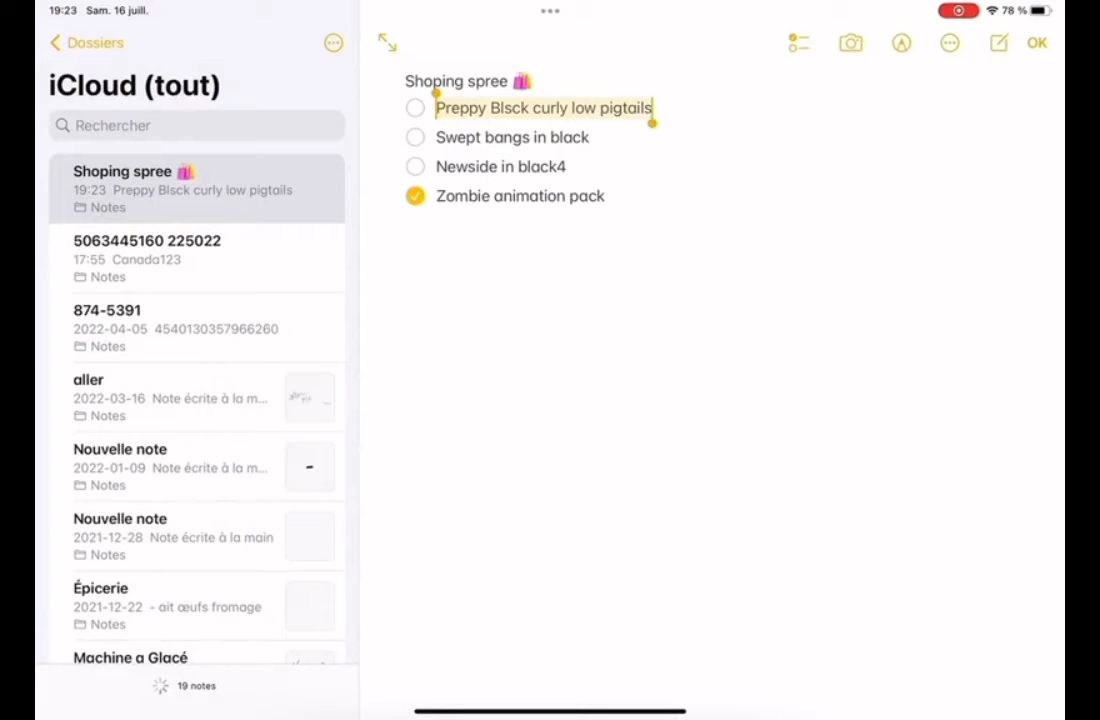 19:23 Sam. 16 juill.
78 %
Dossiers
OK
iCloud (tout)
Rechercher
Shoping spree 🛍️
19:23 Preppy Blsck curly low pigtails
Notes
5063445160 225022
17:55 Canada123
Notes
874-5391
2022-04-05 4540130357966260
Notes
aller
2022-03-16 Note écrite à la m...
Notes
Nouvelle note
2022-01-09 Note écrite à la m...
Notes
Nouvelle note
2021-12-28 Note écrite à la main
Notes
Épicerie
2021-12-22 - ait œufs fromage
Notes
Machine a Glacé
19 notes
Shoping spree 🛍️
Preppy Blsck curly low pigtails
Swept bangs in black
Newside in black4
Zombie animation pack